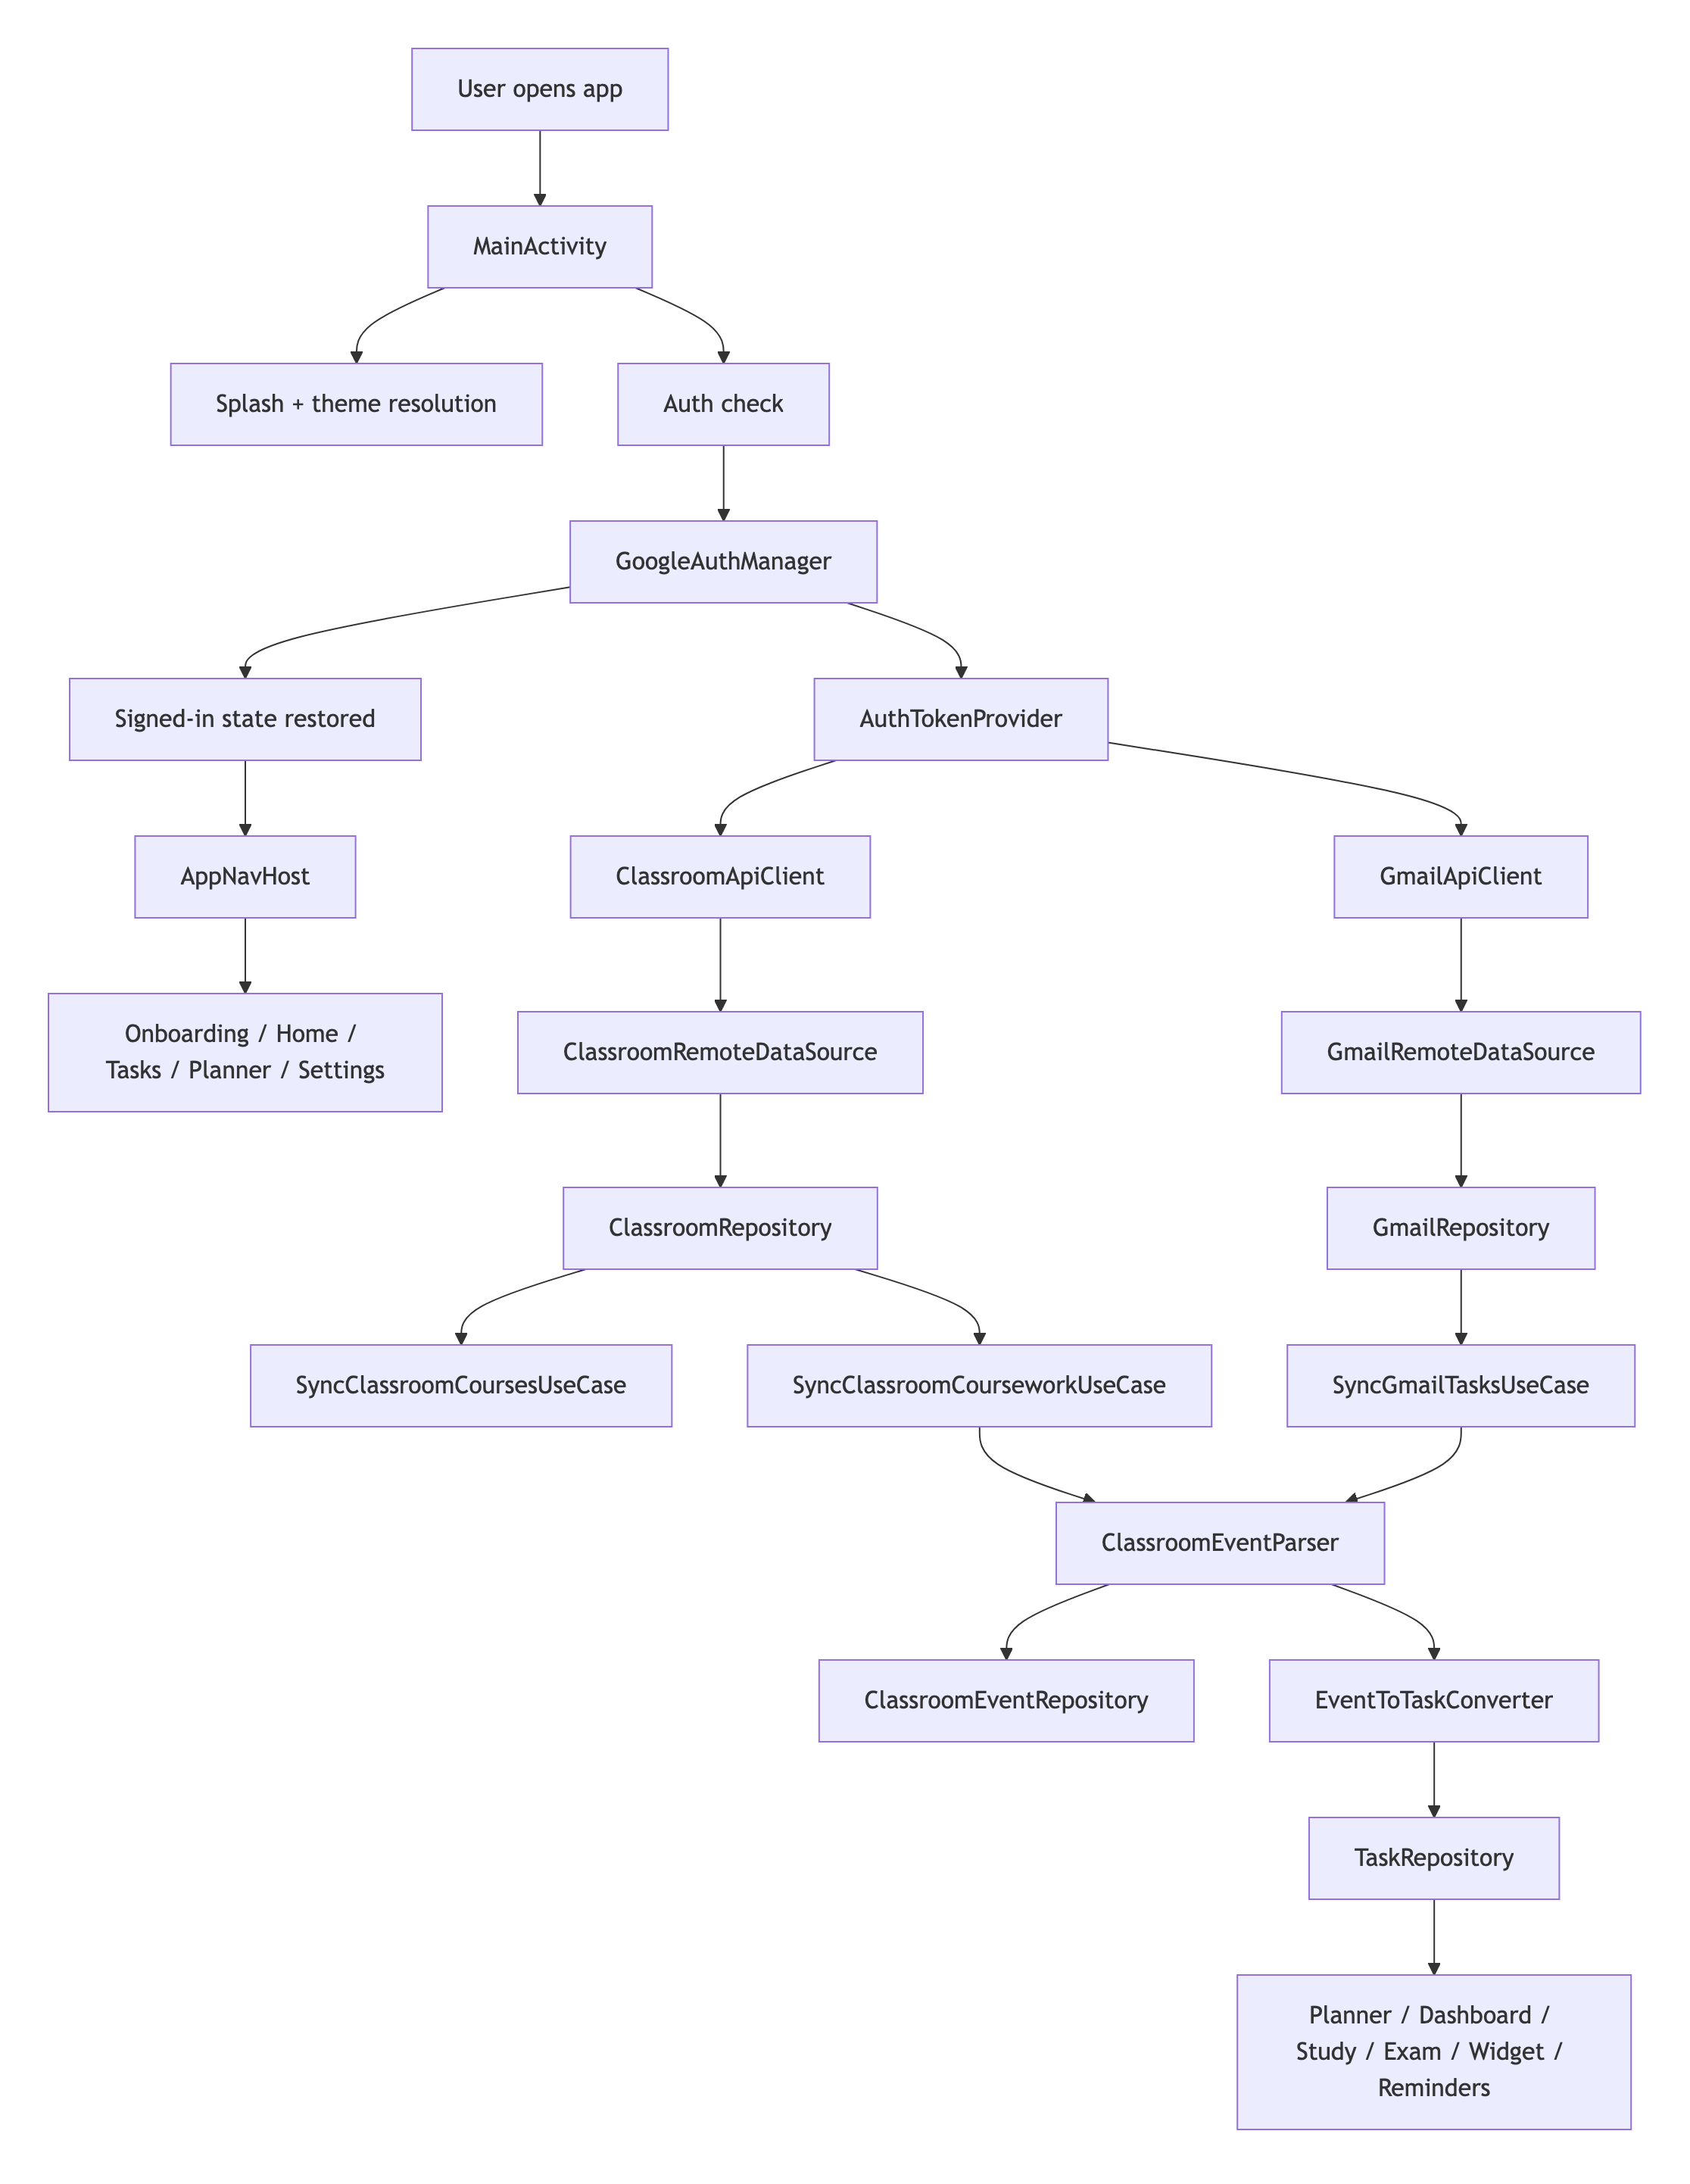 User opens app
MainActivity
Splash + theme resolution
Auth check
GoogleAuthManager
Signed-in state restored
AuthTokenProvider
AppNavHost
ClassroomApiClient
GmailApiClient
Onboarding / Home /
Tasks / Planner / Settings
ClassroomRemoteDataSource
GmailRemoteDataSource
ClassroomRepository
GmailRepository
SyncClassroomCoursesUseCase
SyncClassroomCourseworkUseCase
SyncGmailTasksUseCase
ClassroomEventParser
ClassroomEventRepository
EventToTaskConverter
TaskRepository
Planner / Dashboard /
Study / Exam / Widget /
Reminders